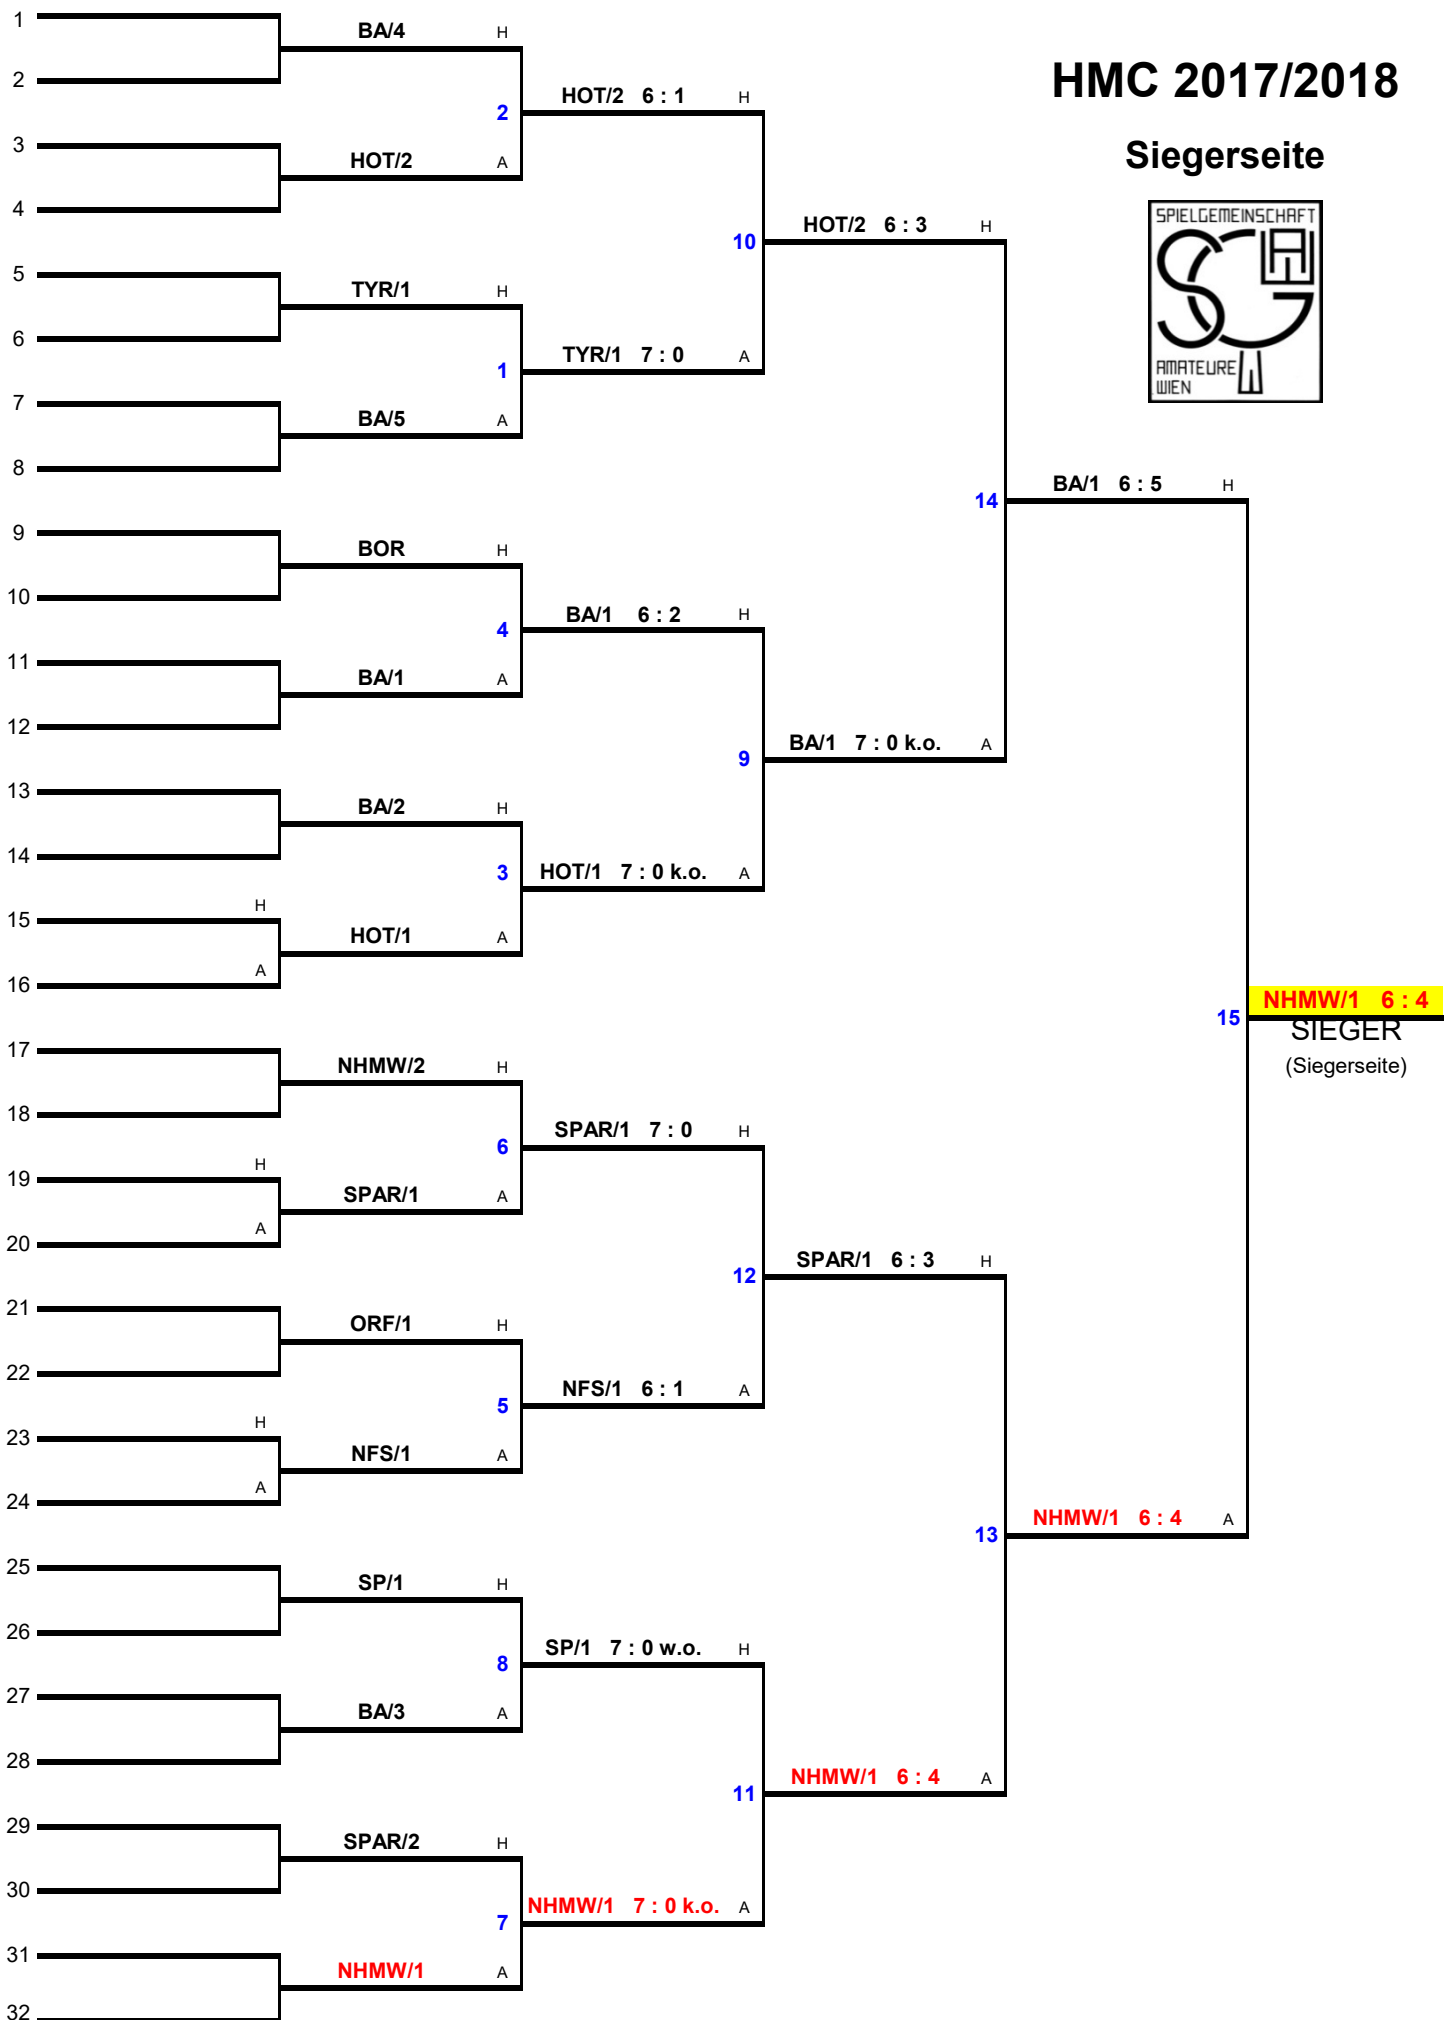 HMC 2017/2018
Siegerseite
SPIELGEMEINSCHAFT
SG
AW
AMATEURE
WIEN
1
BA/4 H
2
HOT/2 6 : 1 H
2
3
HOT/2 A
4
HOT/2 6 : 3 H
10
5
TYR/1 H
6
TYR/1 7 : 0 A
1
7
BA/5 A
8
BA/1 6 : 5 H
14
9
BOR H
10
BA/1 6 : 2 H
4
11
BA/1 A
12
BA/1 7 : 0 k.o. A
9
13
BA/2 H
14
HOT/1 7 : 0 k.o. A
3
15 H
HOT/1 A
16 A
NHMW/1 6 : 4
15
SIEGER
(Siegerseite)
17
NHMW/2 H
18
SPAR/1 7 : 0 H
6
19 H
SPAR/1 A
20 A
SPAR/1 6 : 3 H
12
21
ORF/1 H
22
NFS/1 6 : 1 A
5
23 H
NFS/1 A
24 A
NHMW/1 6 : 4 A
13
25
SP/1 H
26
SP/1 7 : 0 w.o. H
8
27
BA/3 A
28
NHMW/1 6 : 4 A
11
29
SPAR/2 H
30
NHMW/1 7 : 0 k.o. A
7
31
NHMW/1 A
32